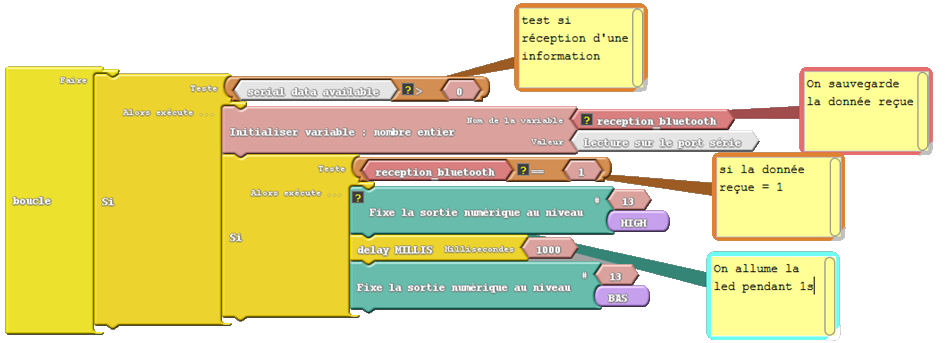 test si
réception d'une
information
Faire
Teste
serial data available
?
>
0
On sauvegarde
la donnée reçue
Alors exécute ...
Initialiser variable : nombre entier
Nom de la variable
?
reception_bluetooth
Valeur
Lecture sur le port série
si la donnée
reçue = 1
Teste
reception_bluetooth
?
==
1
boucle
Si
Alors exécute ...
?
Fixe la sortie numérique au niveau
#
13
HIGH
Si
delay MILLIS
Millisecondes
1000
On allume la
led pendant 1s
Fixe la sortie numérique au niveau
#
13
BAS